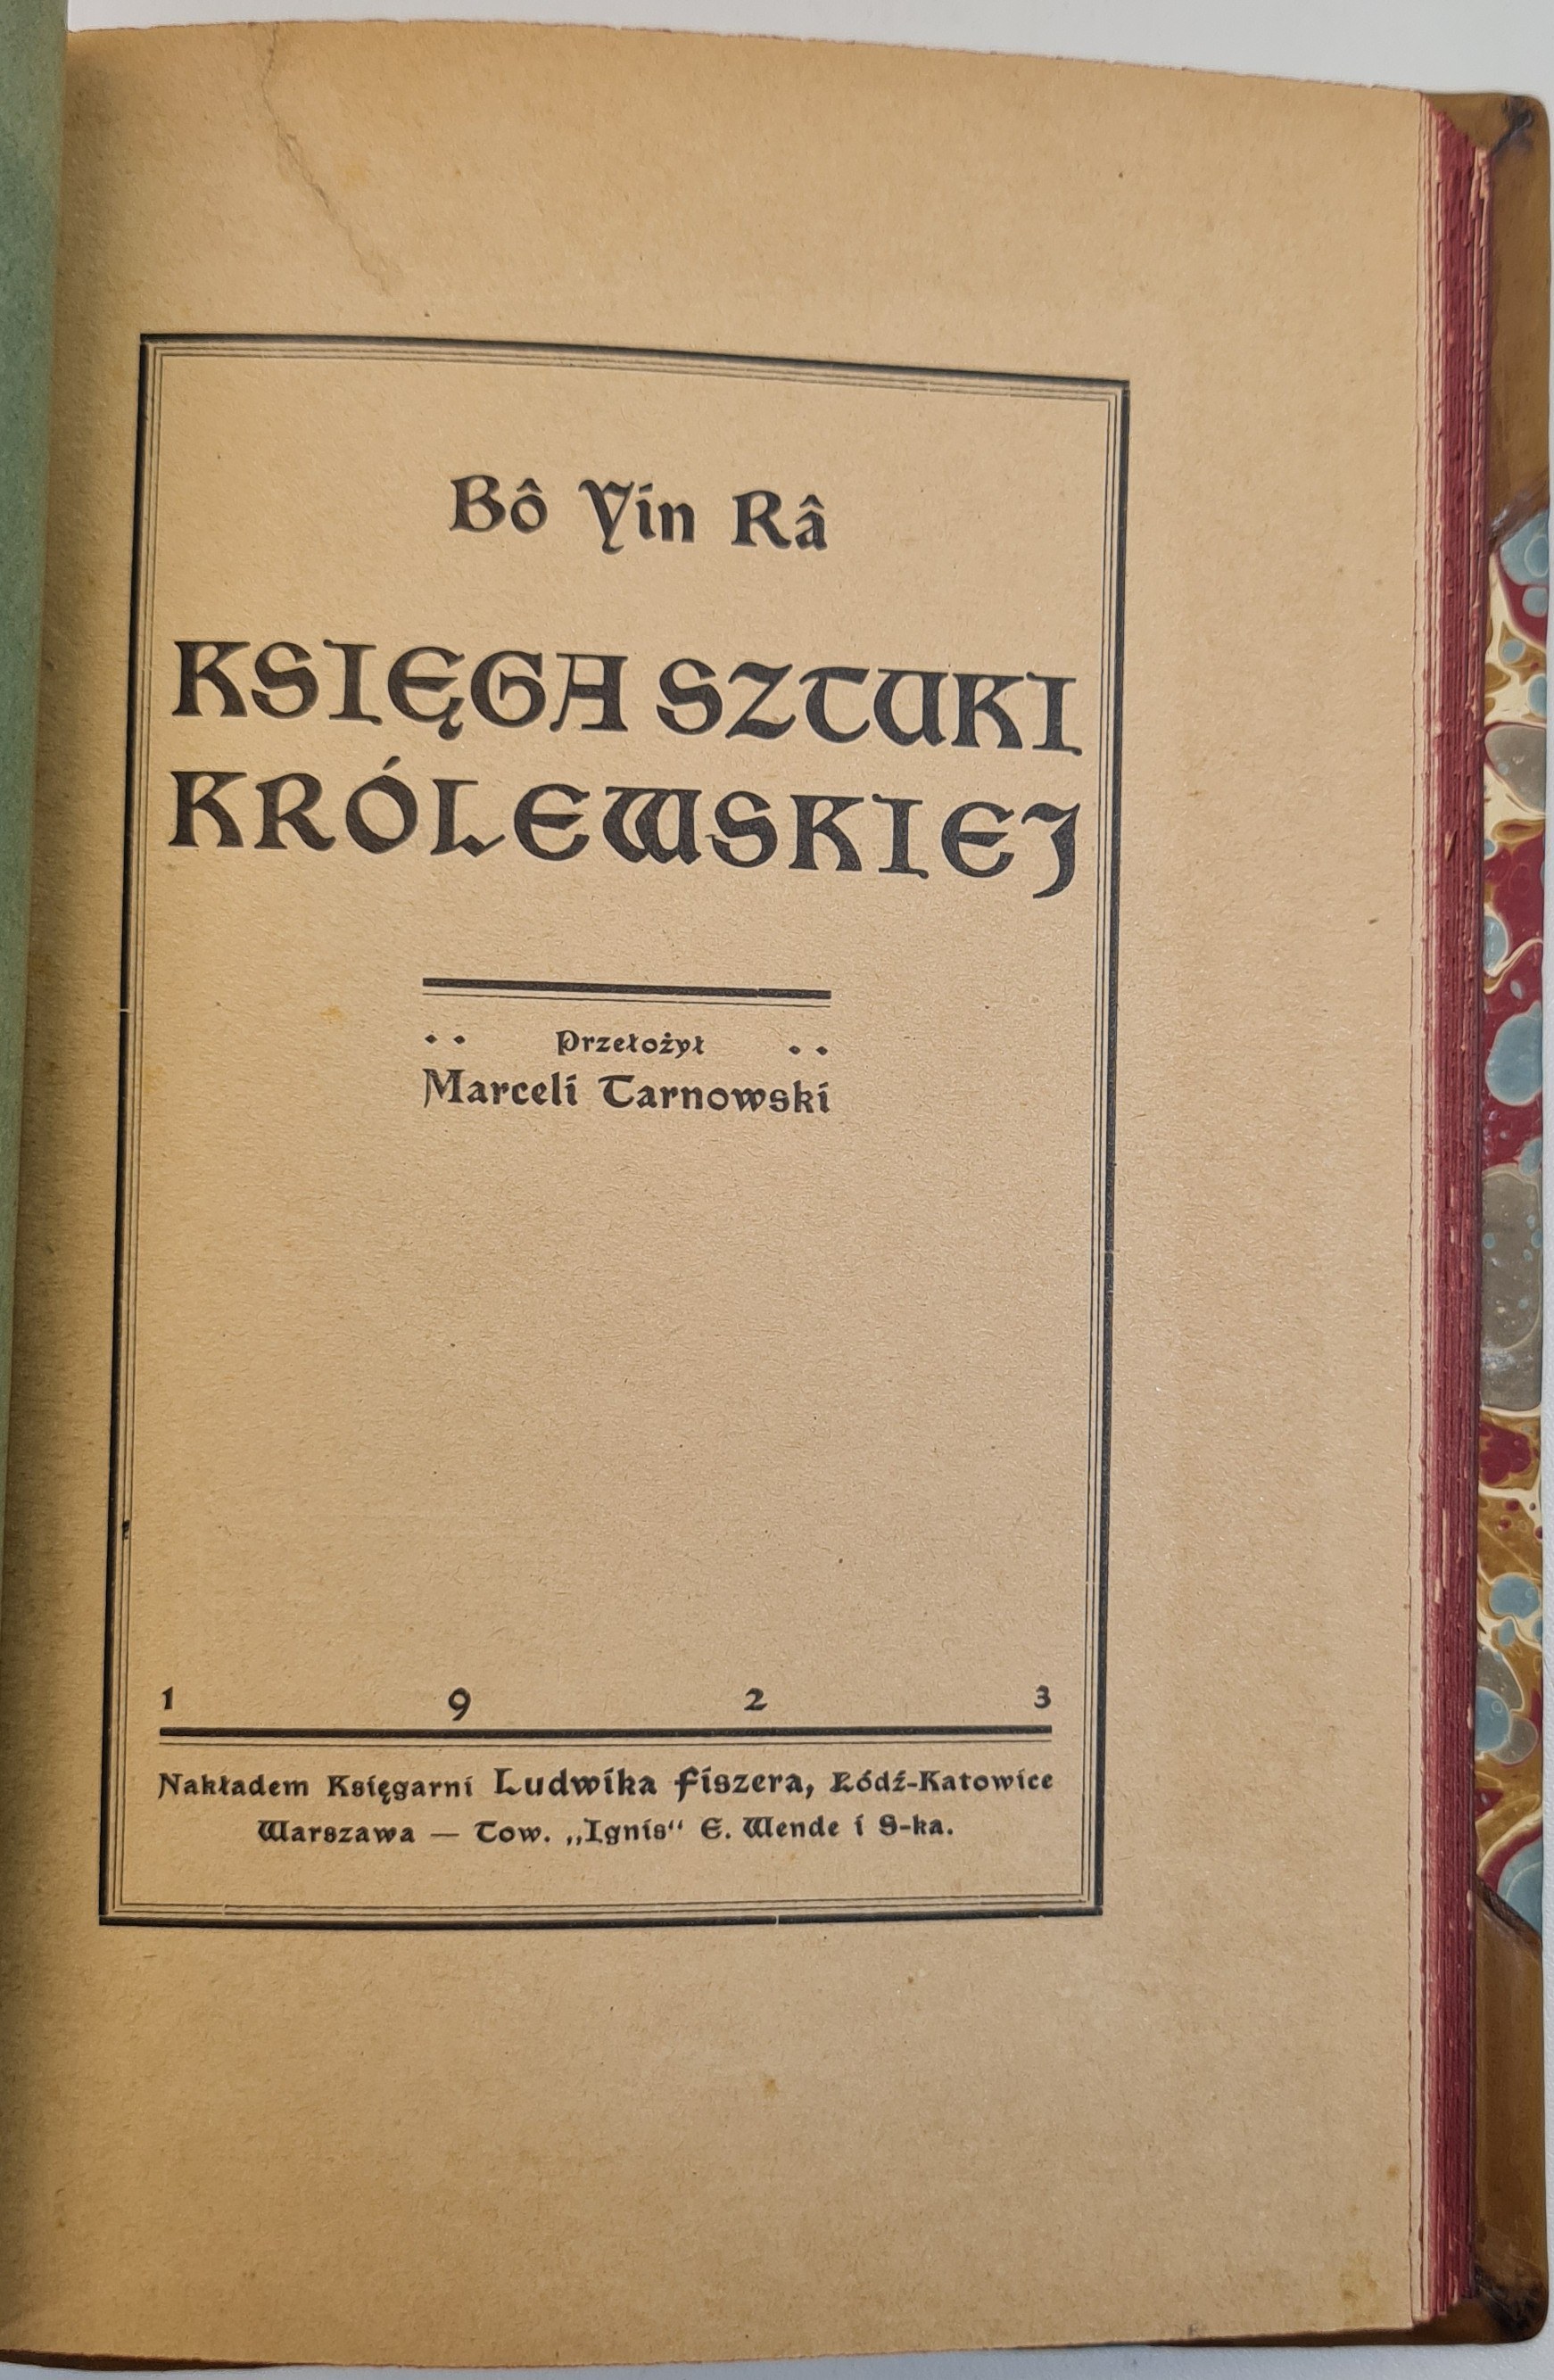 Bô Yin Râ
KSIĘGA SZTUKI
KRÓLEWSKIEJ
Przełożył
Marceli Tarnowski
1 9 2 3
Nakładem Księgarni Ludwika Fiszera, Łódź-Katowice
Warszawa — Tow. „Ignis“ E. Wende i S-ka.